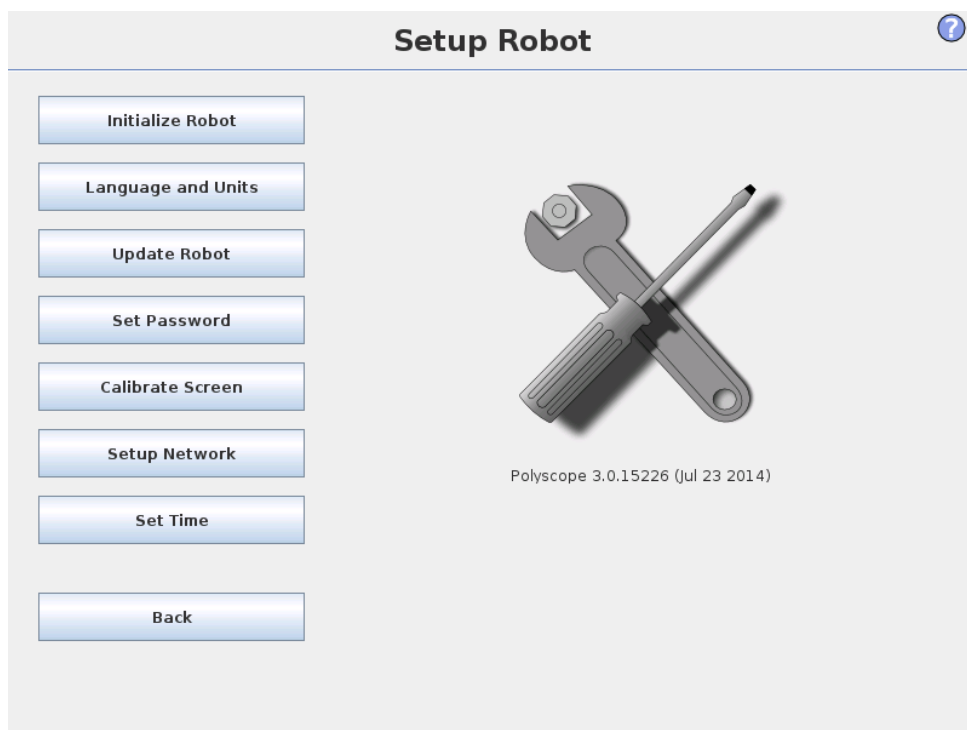 Setup Robot
?
Initialize Robot
Language and Units
Update Robot
Set Password
Calibrate Screen
Setup Network
Set Time
Back
Polyscope 3.0.15226 (Jul 23 2014)